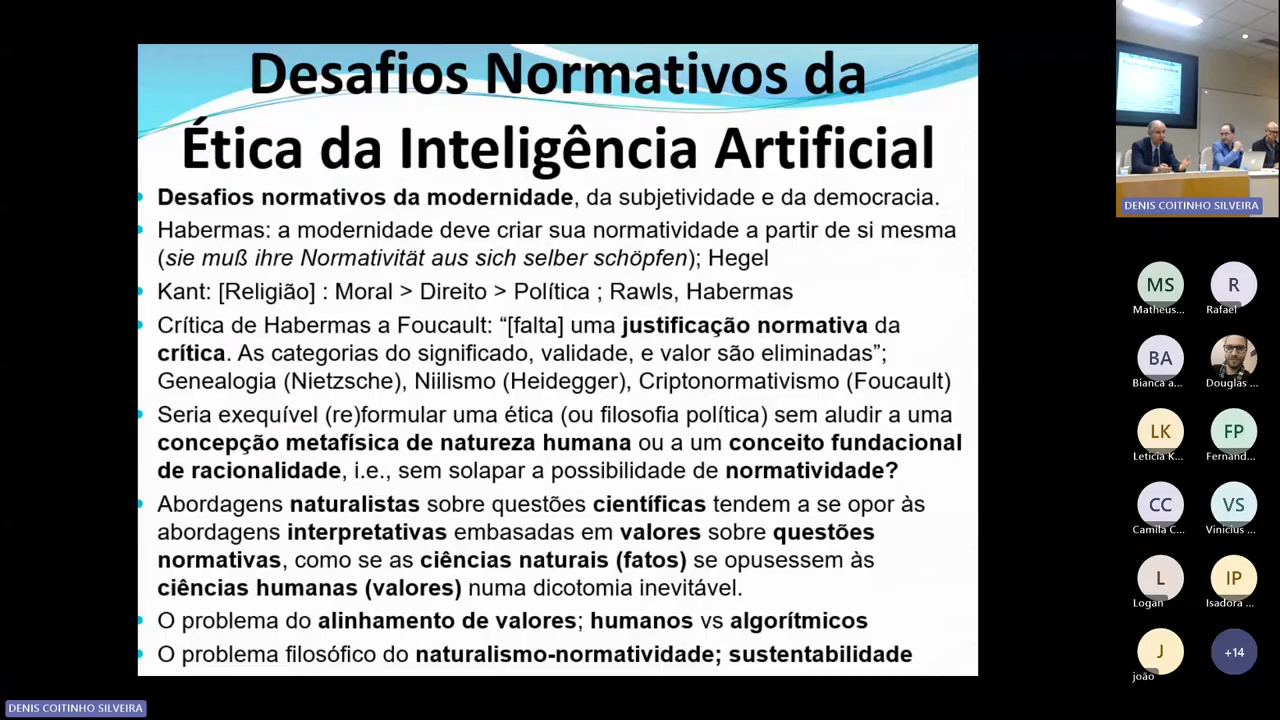 Desafios Normativos da
Ética da Inteligência Artificial
Desafios normativos da modernidade, da subjetividade e da democracia.
Habermas: a modernidade deve criar sua normatividade a partir de si mesma
(sie muß ihre Normativität aus sich selber schöpfen); Hegel
Kant: [Religião] : Moral > Direito > Política ; Rawls, Habermas
Crítica de Habermas a Foucault: “[falta] uma justificação normativa da
crítica. As categorias do significado, validade, e valor são eliminadas”;
Genealogia (Nietzsche), Niilismo (Heidegger), Criptonormativismo (Foucault)
Seria exequível (re)formular uma ética (ou filosofia política) sem aludir a uma
concepção metafísica de natureza humana ou a um conceito fundacional
de racionalidade, i.e., sem solapar a possibilidade de normatividade?
Abordagens naturalistas sobre questões científicas tendem a se opor às
abordagens interpretativas embasadas em valores sobre questões
normativas, como se as ciências naturais (fatos) se opusessem às
ciências humanas (valores) numa dicotomia inevitável.
O problema do alinhamento de valores; humanos vs algorítmicos
O problema filosófico do naturalismo-normatividade; sustentabilidade
DENIS COITINHO SILVEIRA
DENIS COITINHO SILVEIRA
MS R
Matheus... Rafael
BA
Bianca a... Douglas ...
LK FP
Leticia K... Fernand...
CC VS
Camila C... Vinicius ...
L IP
Logan Isadora ...
J +14
joão